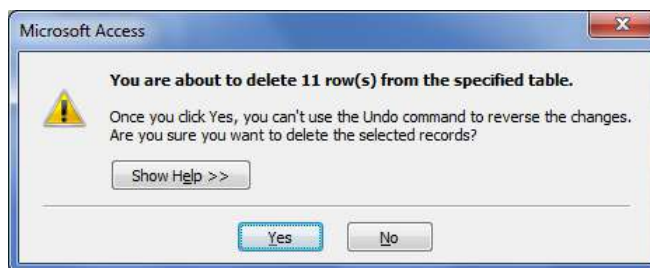 Microsoft Access
You are about to delete 11 row(s) from the specified table.
Once you click Yes, you can't use the Undo command to reverse the changes.
Are you sure you want to delete the selected records?
Show Help >>
Yes
No